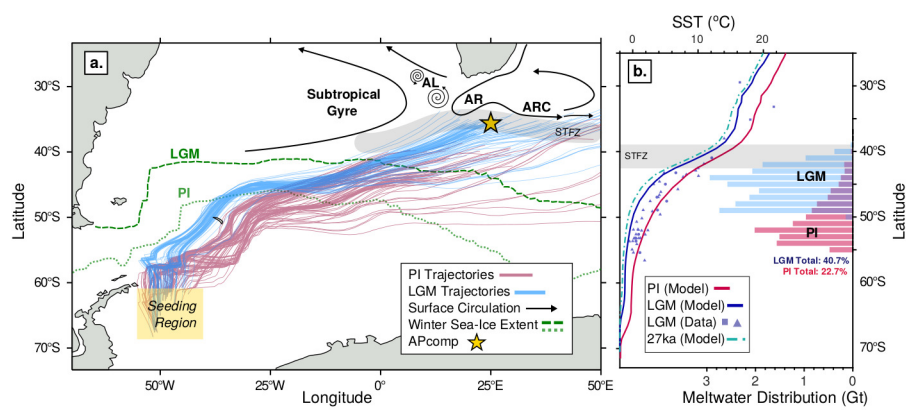 a.
30°S
40°S
50°S
60°S
70°S
Latitude
50°W
25°W
0°
25°E
50°E
Longitude
Subtropical
Gyre
AL
AR
ARC
STFZ
LGM
PI
Seeding
Region
PI Trajectories
LGM Trajectories
Surface Circulation
Winter Sea-Ice Extent
APcomp
SST (°C)
0
10
20
b.
STFZ
LGM
PI
LGM Total: 40.7%
PI Total: 22.7%
PI (Model)
LGM (Model)
LGM (Data)
27ka (Model)
30°S
40°S
50°S
60°S
70°S
Latitude
3
2
1
0
Meltwater Distribution (Gt)